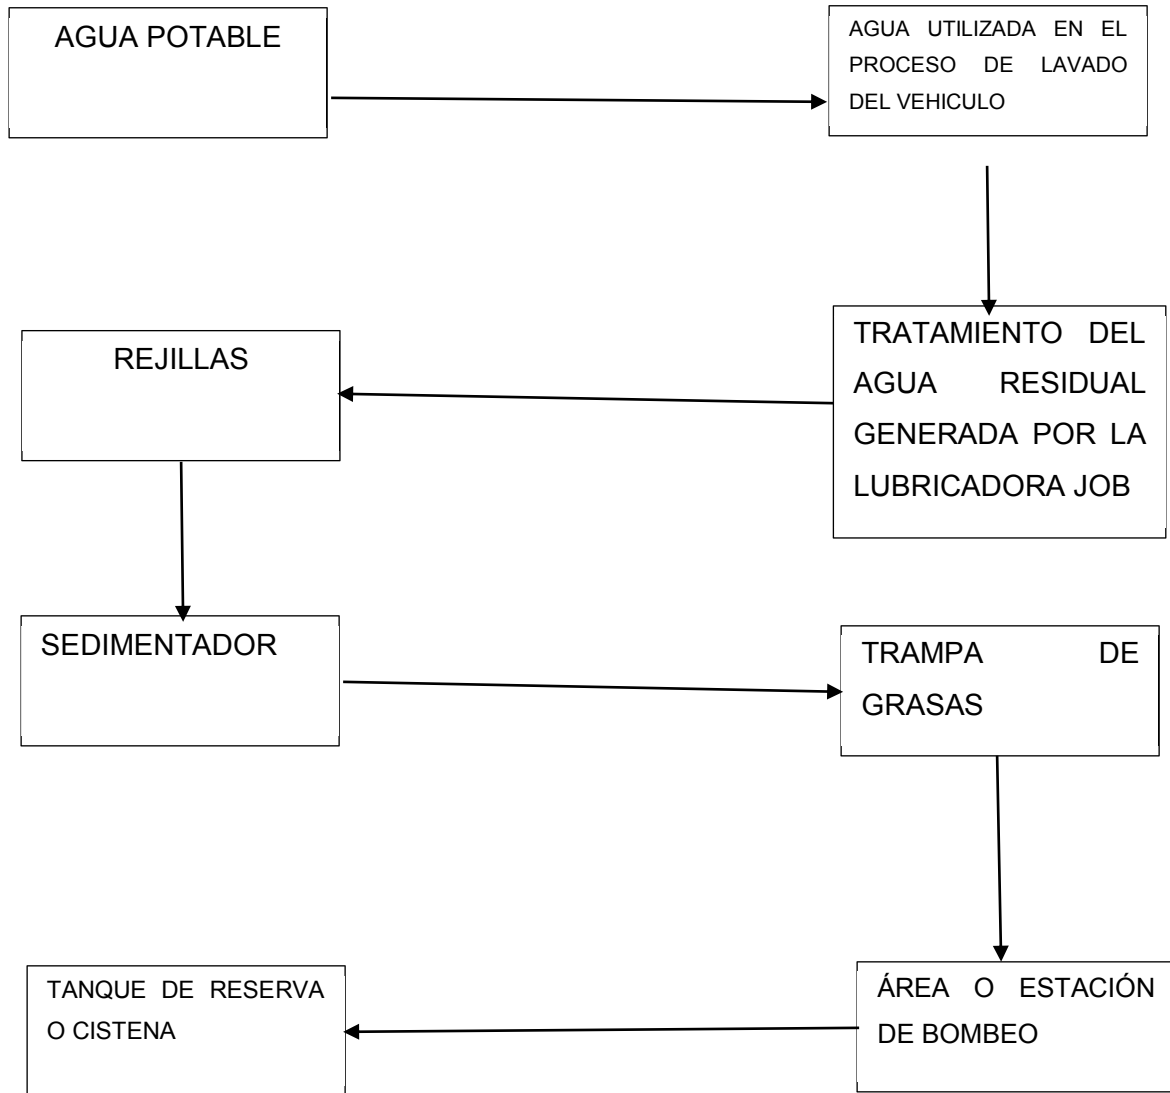 AGUA POTABLE
AGUA UTILIZADA EN EL
PROCESO DE LAVADO
DEL VEHICULO
REJILLAS
TRATAMIENTO DEL
AGUA RESIDUAL
GENERADA POR LA
LUBRICADORA JOB
SEDIMENTADOR
TRAMPA DE
GRASAS
TANQUE DE RESERVA
O CISTENA
ÁREA O ESTACIÓN
DE BOMBEO